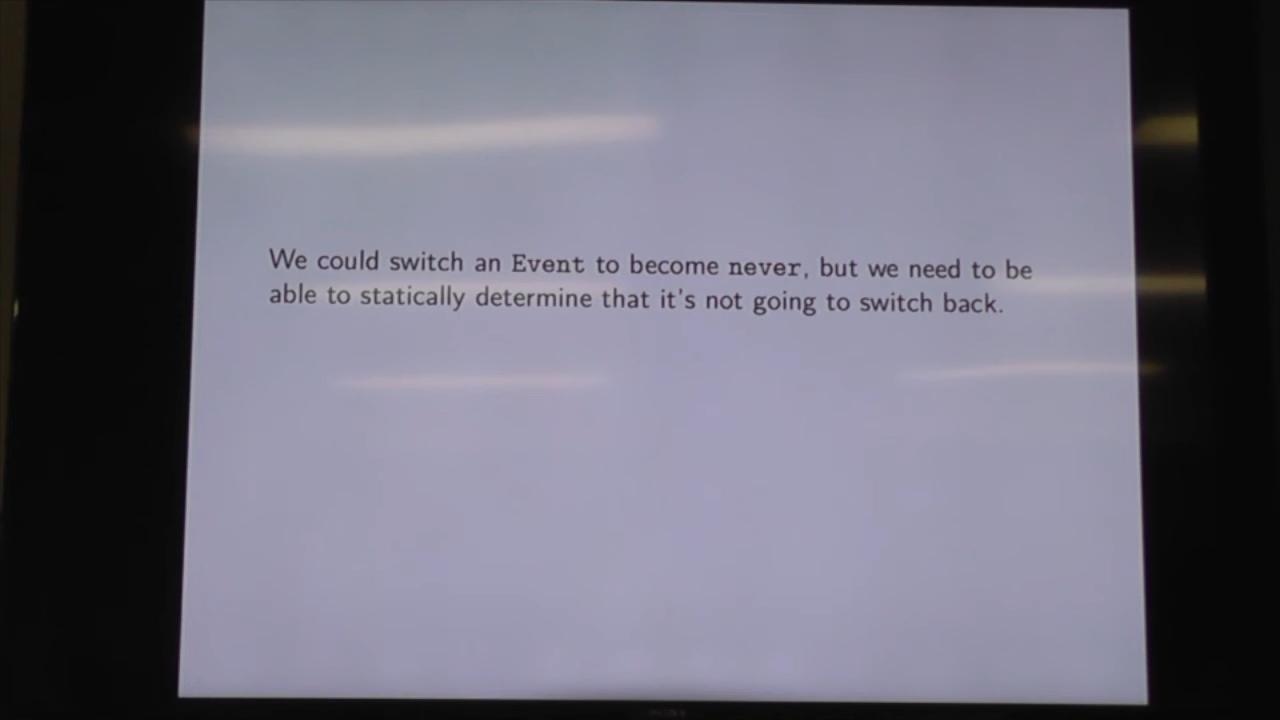 We could switch an Event to become never, but we need to be
able to statically determine that it's not going to switch back.